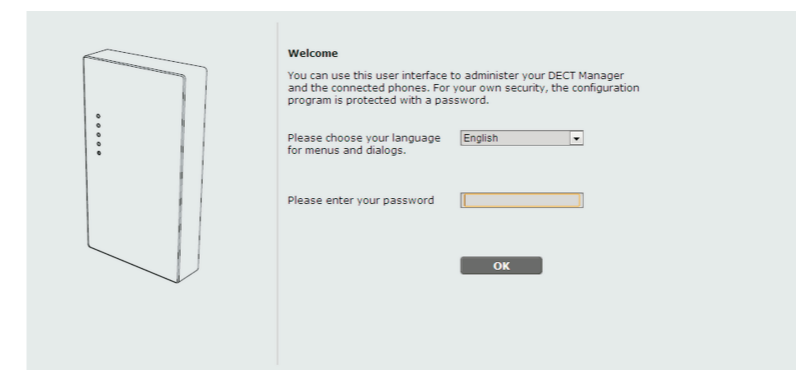 Welcome
You can use this user interface to administer your DECT Manager
and the connected phones. For your own security, the configuration
program is protected with a password.
Please choose your language
for menus and dialogs.
English
Please enter your password
OK